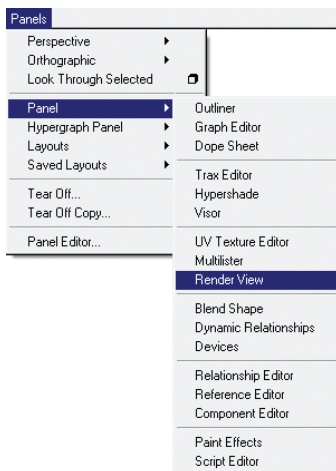 Panels
Perspective
Orthographic
Look Through Selected
Panel
Hypergraph Panel
Layouts
Saved Layouts
Tear Off...
Tear Off Copy...
Panel Editor...
Outliner
Graph Editor
Dope Sheet
Trax Editor
Hypershade
Visor
UV Texture Editor
Multilister
Render View
Blend Shape
Dynamic Relationships
Devices
Relationship Editor
Reference Editor
Component Editor
Paint Effects
Script Editor